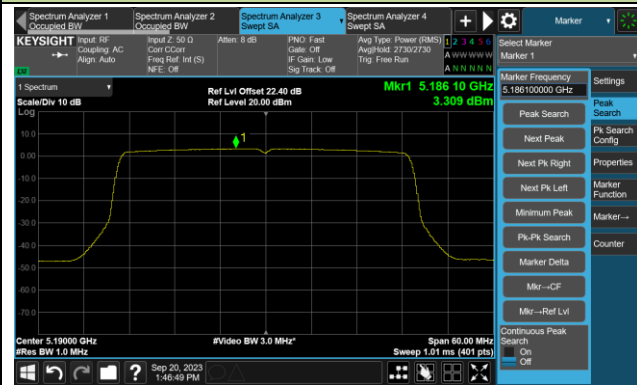 Spectrum Analyzer 1
Occupied BW
Spectrum Analyzer 2
Occupied BW
Spectrum Analyzer 3
Swept SA
Spectrum Analyzer 4
Swept SA
Marker
KEYSIGHT
Input: RF
Coupling: AC
Align: Auto
Input Z: 50 Ω
Corr CCorr
Freq Ref: Int (S)
NFE: Off
Atten: 8 dB
PNO: Fast
Gate: Off
IF Gain: Low
Sig Track: Off
Avg Type: Power (RMS)
Avg|Hold: 2730/2730
Trig: Free Run
1 2 3 4 5 6
A W W W W W
A N N N N N
Select Marker
Marker 1
1 Spectrum
Scale/Div 10 dB
Log
Ref Lvl Offset 22.40 dB
Ref Level 20.00 dBm
Mkr1 5.186 10 GHz
3.309 dBm
10.0
0.00
-10.0
-20.0
-30.0
-40.0
-50.0
-60.0
-70.0
1
Center 5.19000 GHz
#Res BW 1.0 MHz
#Video BW 3.0 MHz*
Span 60.00 MHz
Sweep 1.01 ms (401 pts)
Marker Frequency
5.186100000 GHz
Peak Search
Next Peak
Next Pk Right
Next Pk Left
Minimum Peak
Pk-Pk Search
Marker Delta
Mkr→CF
Mkr→Ref Lvl
Continuous Peak
Search
On
Off
Settings
Peak
Search
Pk Search
Config
Properties
Marker
Function
Marker→
Counter
Sep 20, 2023
1:46:49 PM